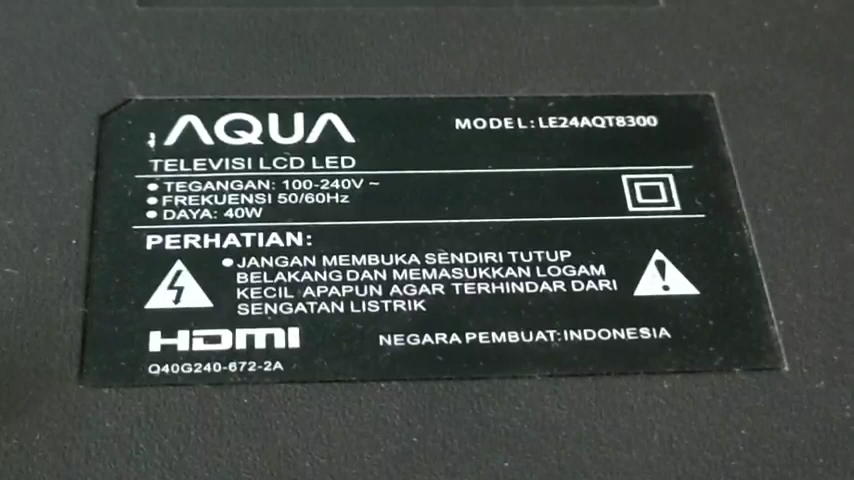 AQUA
MODEL: LE24AQT8300
TELEVISI LCD LED
• TEGANGAN: 100-240V ~
• FREKUENSI 50/60Hz
• DAYA: 40W
PERHATIAN:
• JANGAN MEMBUKA SENDIRI TUTUP
BELAKANG DAN MEMASUKKAN LOGAM
KECIL APAPUN AGAR TERHINDAR DARI
SENGATAN LISTRIK
HDMI
NEGARA PEMBUAT: INDONESIA
Q40G240-672-2A